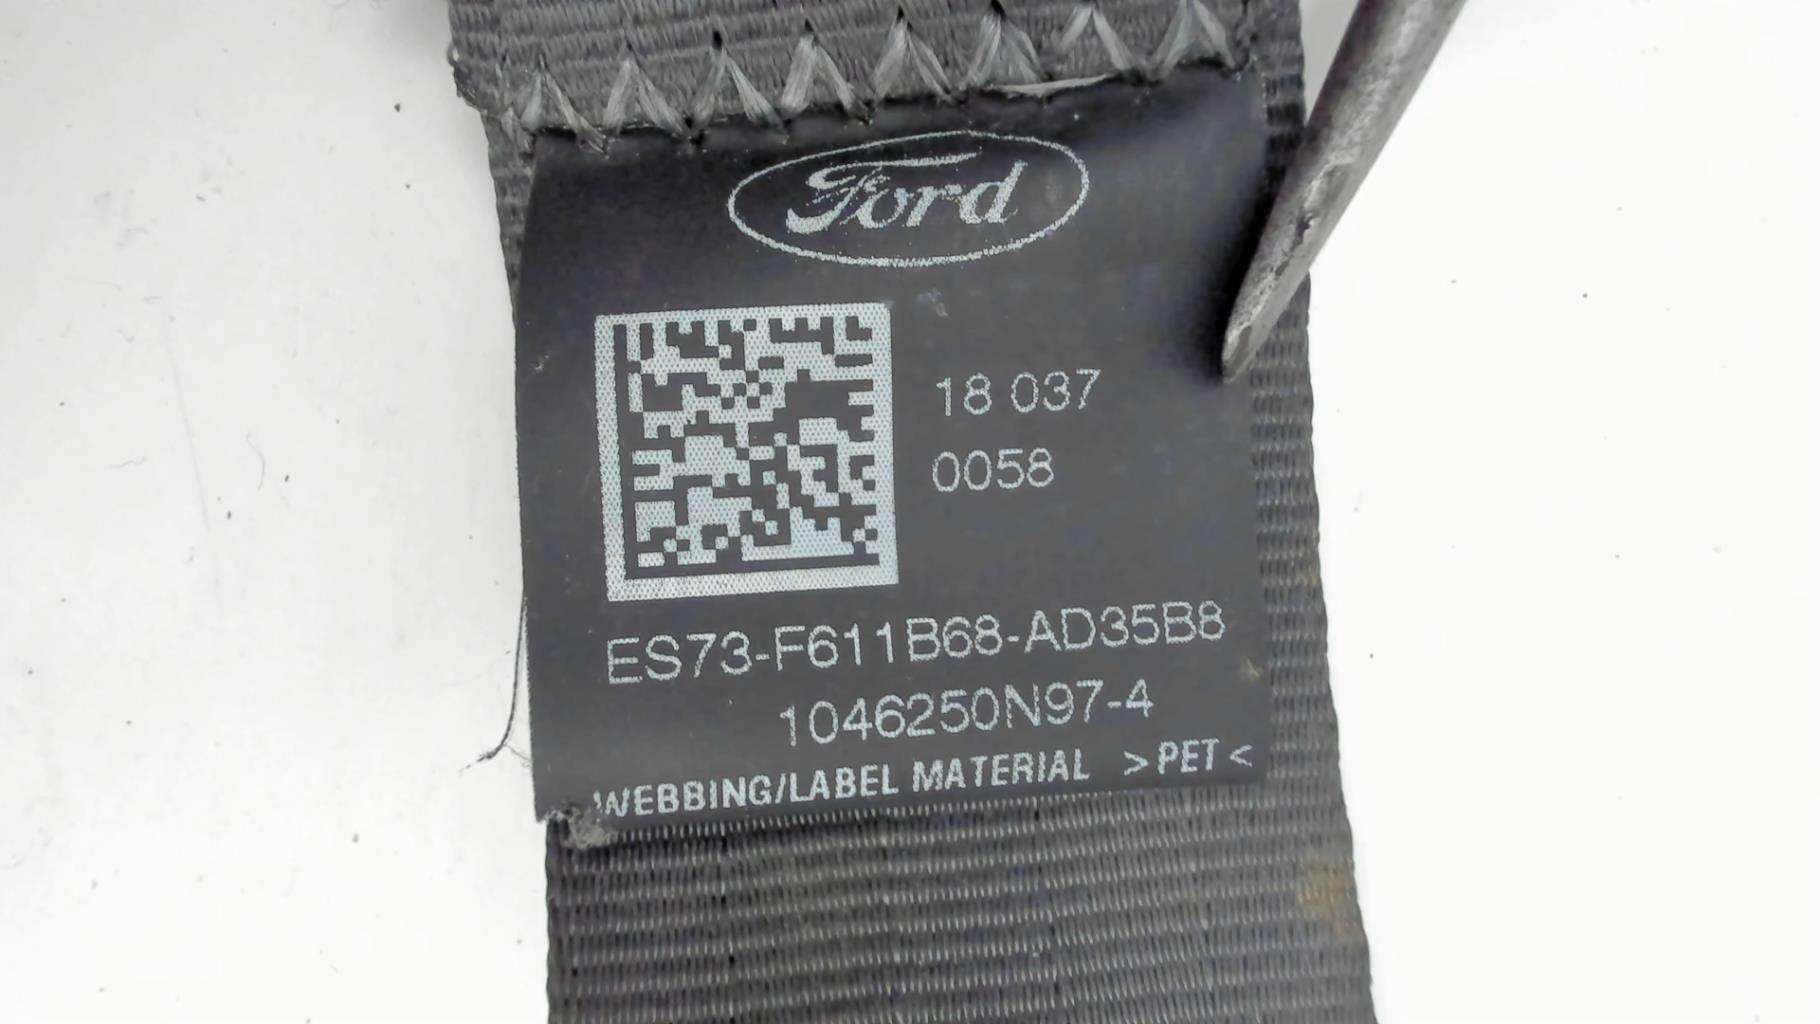 Ford
18 037
0058
ES73-F611B68-AD35B8
1046250N97-4
WEBBING/LABEL MATERIAL >PET<